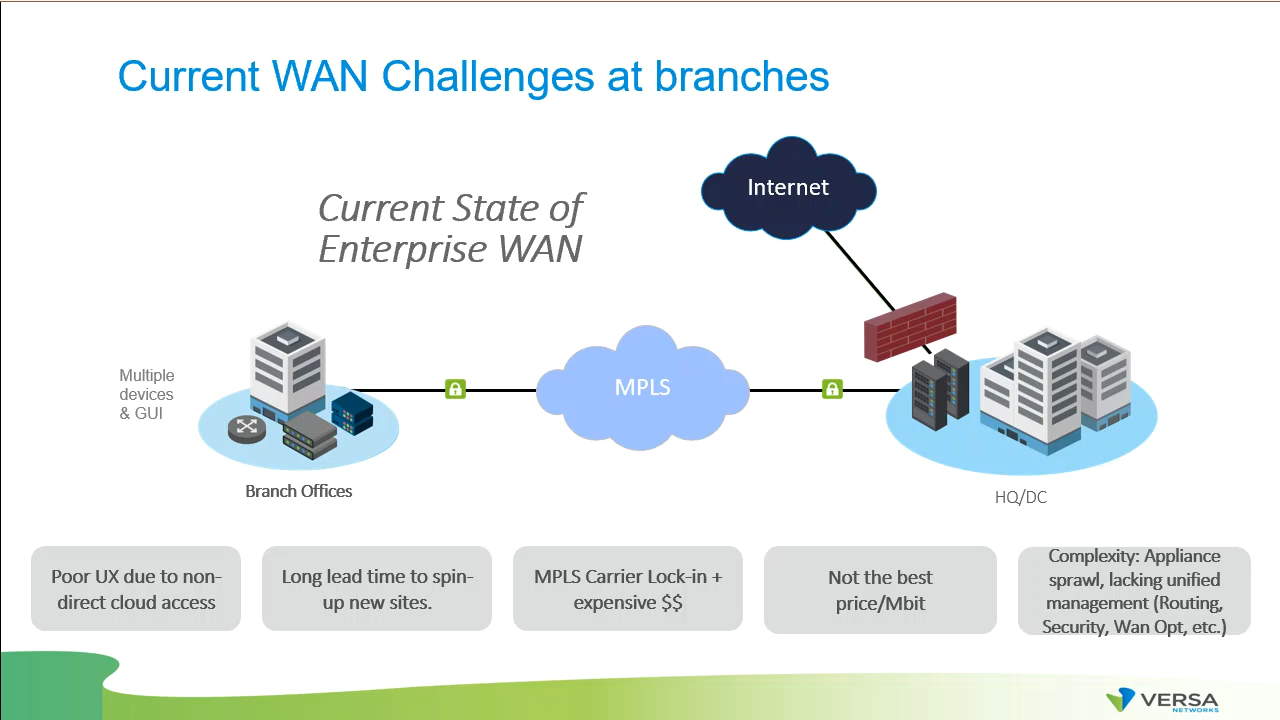 Current WAN Challenges at branches
Internet
Current State of
Enterprise WAN
Multiple
devices
& GUI
MPLS
Branch Offices
HQ/DC
Poor UX due to non-
direct cloud access
Long lead time to spin-
up new sites.
MPLS Carrier Lock-in +
expensive $$
Not the best
price/Mbit
Complexity: Appliance
sprawl, lacking unified
management (Routing,
Security, Wan Opt, etc.)
VERSA
NETWORKS